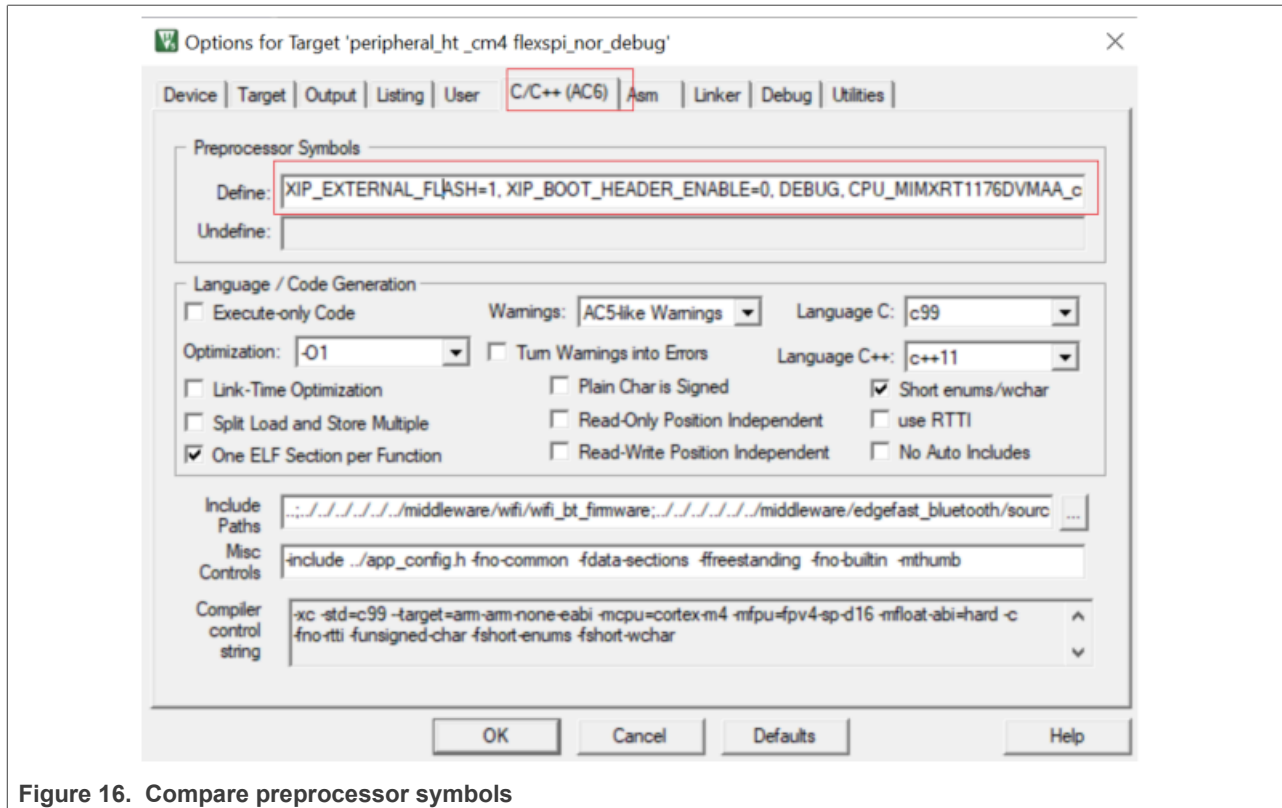 Options for Target 'peripheral_ht _cm4 flexspi_nor_debug'
Device Target Output Listing User C/C++ (AC6) Asm Linker Debug Utilities
Preprocessor Symbols
Define: XIP_EXTERNAL_FLASH=1, XIP_BOOT_HEADER_ENABLE=0, DEBUG, CPU_MIMXRT1176DVMAA_c
Undefine:
Language / Code Generation
Execute-only Code Warnings: AC5-like Warnings Language C: c99
Optimization: -O1 Turn Warnings into Errors Language C++: c++11
Link-Time Optimization Plain Char is Signed Short enums/wchar
Split Load and Store Multiple Read-Only Position Independent use RTTI
One ELF Section per Function Read-Write Position Independent No Auto Includes
Include Paths ..;../../../../../../middleware/wifi/wifi_bt_firmware;../../../../../../middleware/edgefast_bluetooth/sourc ...
Misc Controls -include ../app_config.h -fno-common -fdata-sections -ffreestanding -fno-builtin -mthumb
Compiler control string -xc -std=c99 --target=arm-arm-none-eabi -mcpu=cortex-m4 -mfpu=fpv4-sp-d16 -mfloat-abi=hard -c
-fno-rtti -funsigned-char -fshort-enums -fshort-wchar
OK Cancel Defaults Help
Figure 16. Compare preprocessor symbols